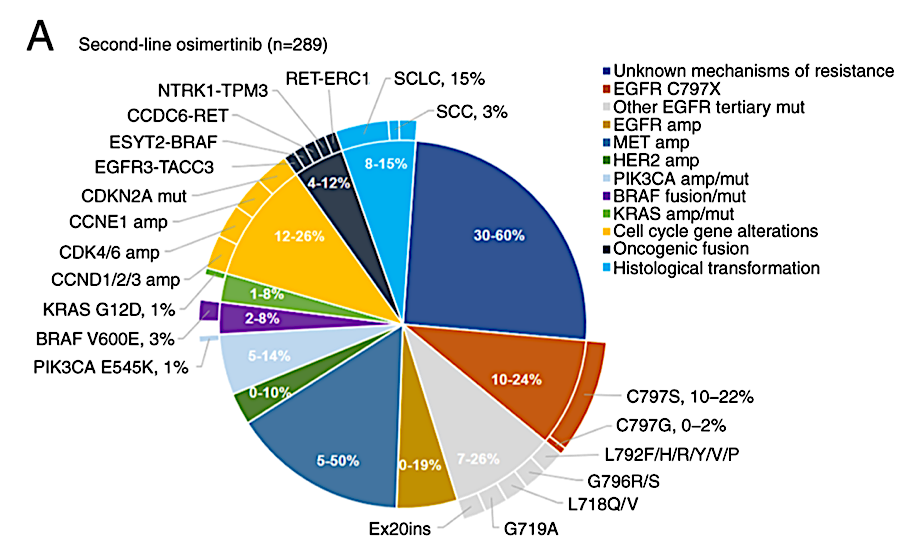 A
Second-line osimertinib (n=289)
RET-ERC1
SCLC, 15%
NTRK1-TPM3
SCC, 3%
CCDC6-RET
ESYT2-BRAF
EGFR3-TACC3
CDKN2A mut
CCNE1 amp
CDK4/6 amp
CCND1/2/3 amp
KRAS G12D, 1%
BRAF V600E, 3%
PIK3CA E545K, 1%
8-15%
4-12%
12-26%
30-60%
1-8%
2-8%
5-14%
0-10%
10-24%
5-50%
0-19%
7-26%
C797S, 10–22%
C797G, 0–2%
L792F/H/R/Y/V/P
G796R/S
L718Q/V
G719A
Ex20ins
Unknown mechanisms of resistance
EGFR C797X
Other EGFR tertiary mut
EGFR amp
MET amp
HER2 amp
PIK3CA amp/mut
BRAF fusion/mut
KRAS amp/mut
Cell cycle gene alterations
Oncogenic fusion
Histological transformation